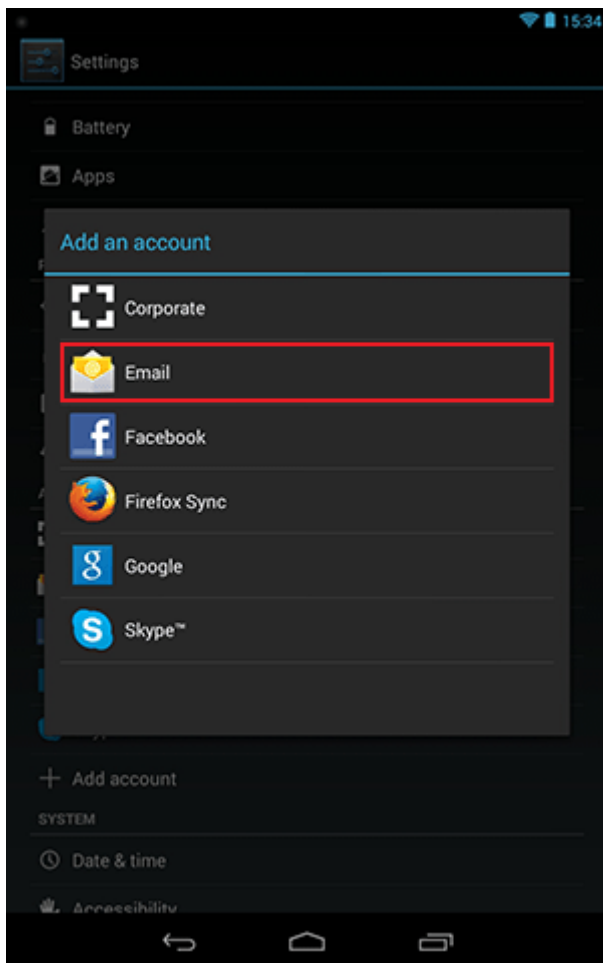 15:34
Settings
Battery
Apps
Add an account
Corporate
Email
Facebook
Firefox Sync
Google
Skype™
Add account
SYSTEM
Date & time
Accessibility